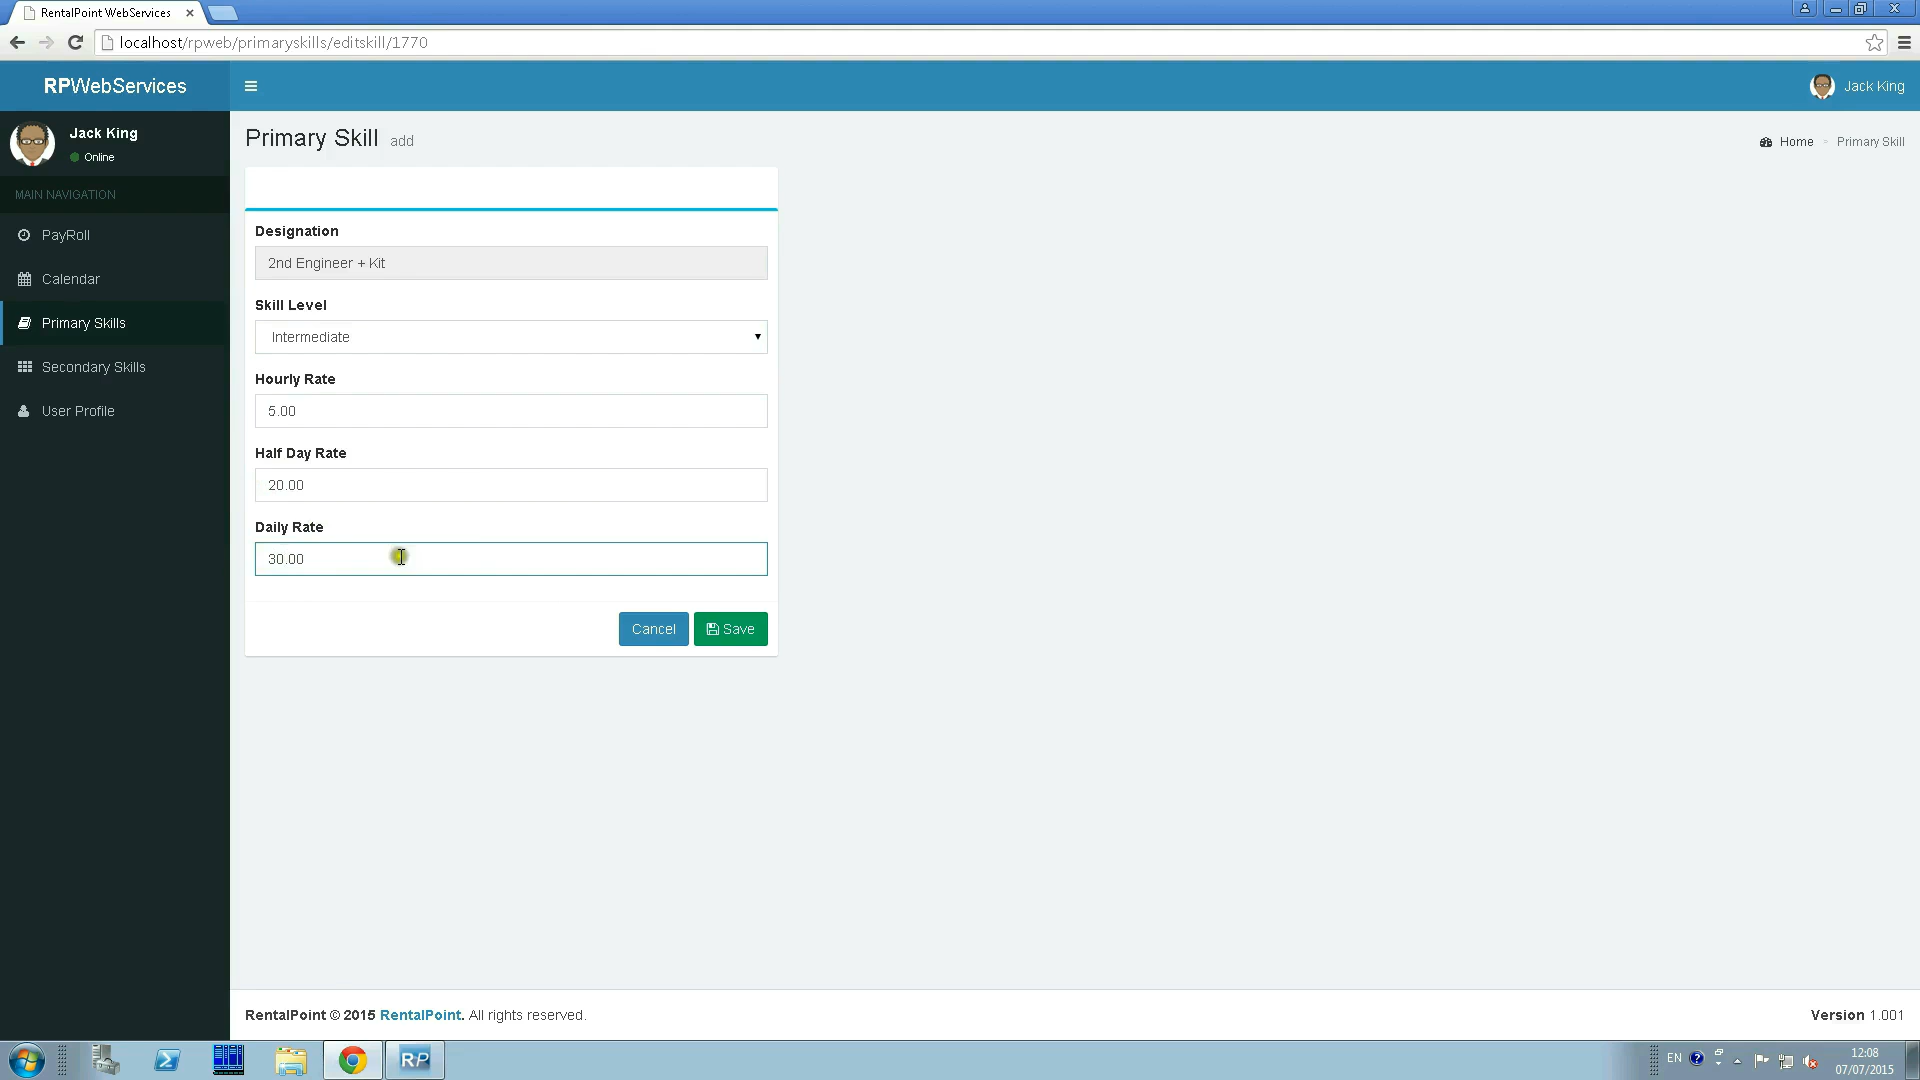 RentalPoint WebServices
localhost/rpweb/primaryskills/editskill/1770
RPWebServices
Jack King
Jack King
Online
Primary Skill add
Home
Primary Skill
MAIN NAVIGATION
PayRoll
Calendar
Primary Skills
Secondary Skills
User Profile
Designation
2nd Engineer + Kit
Skill Level
Intermediate
Hourly Rate
5.00
Half Day Rate
20.00
Daily Rate
30.00
Cancel
Save
RentalPoint © 2015 RentalPoint. All rights reserved.
Version 1.001
RP
EN
12:08
07/07/2015